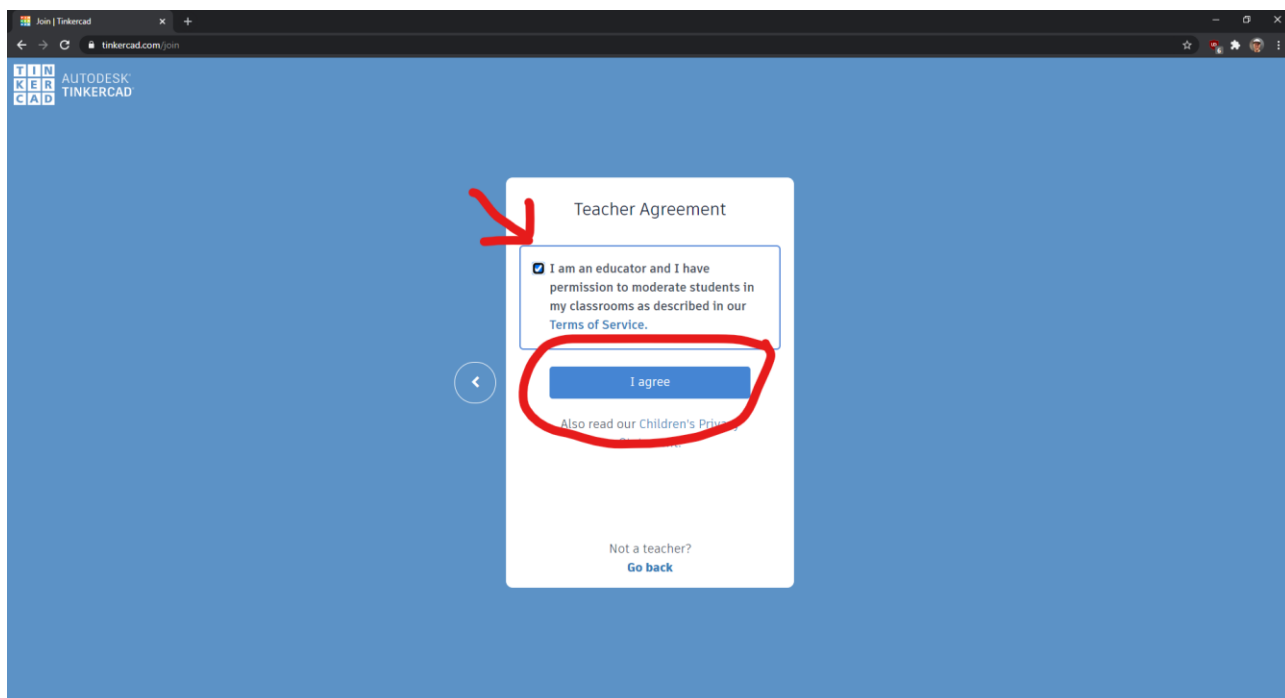 Join | Tinkercad
tinkercad.com/join
TIN
KER
CAD
AUTODESK®
TINKERCAD®
Teacher Agreement
I am an educator and I have
permission to moderate students in
my classrooms as described in our
Terms of Service.
I agree
Also read our Children's Privacy
Not a teacher?
Go back